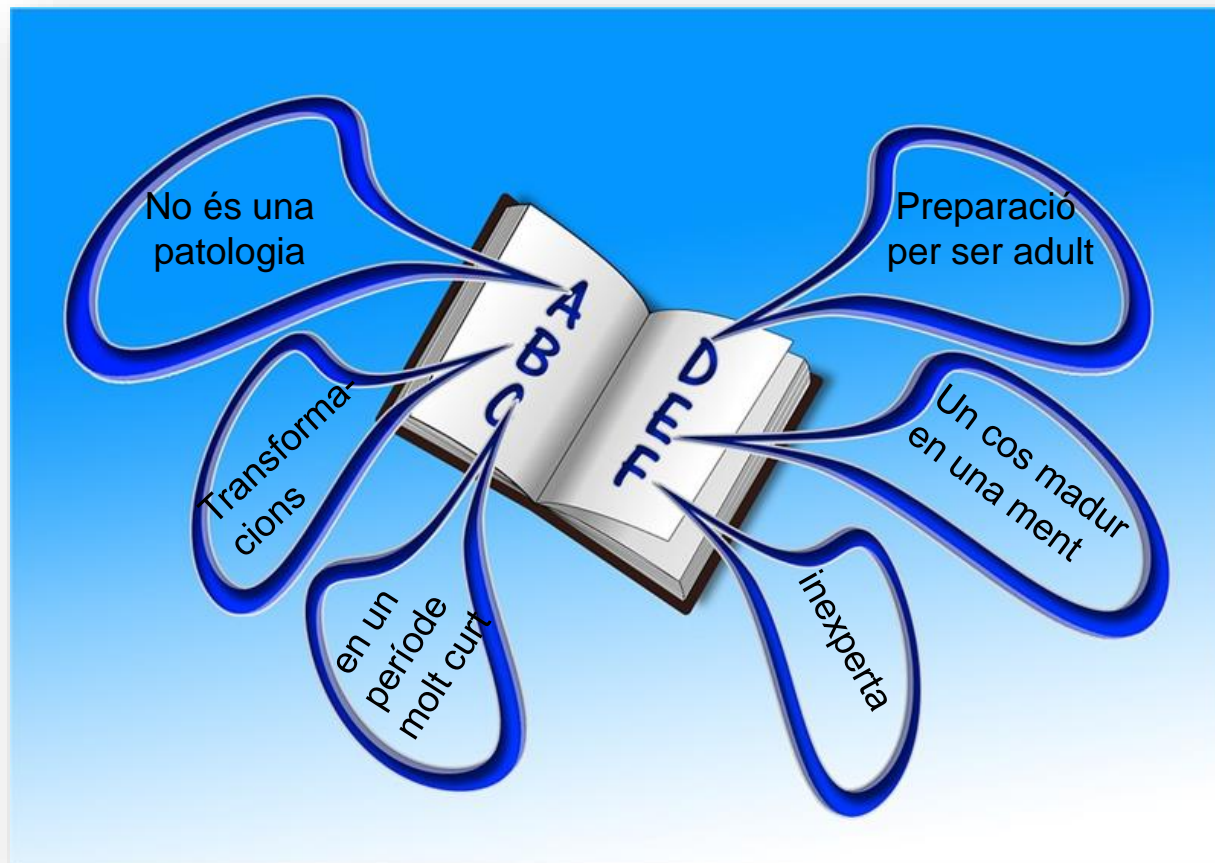 No és una
patologia
A
B
C
Transforma-
cions
en un
període
molt curt
Preparació
per ser adult
D
E
F
Un cos madur
en una ment
inexperta